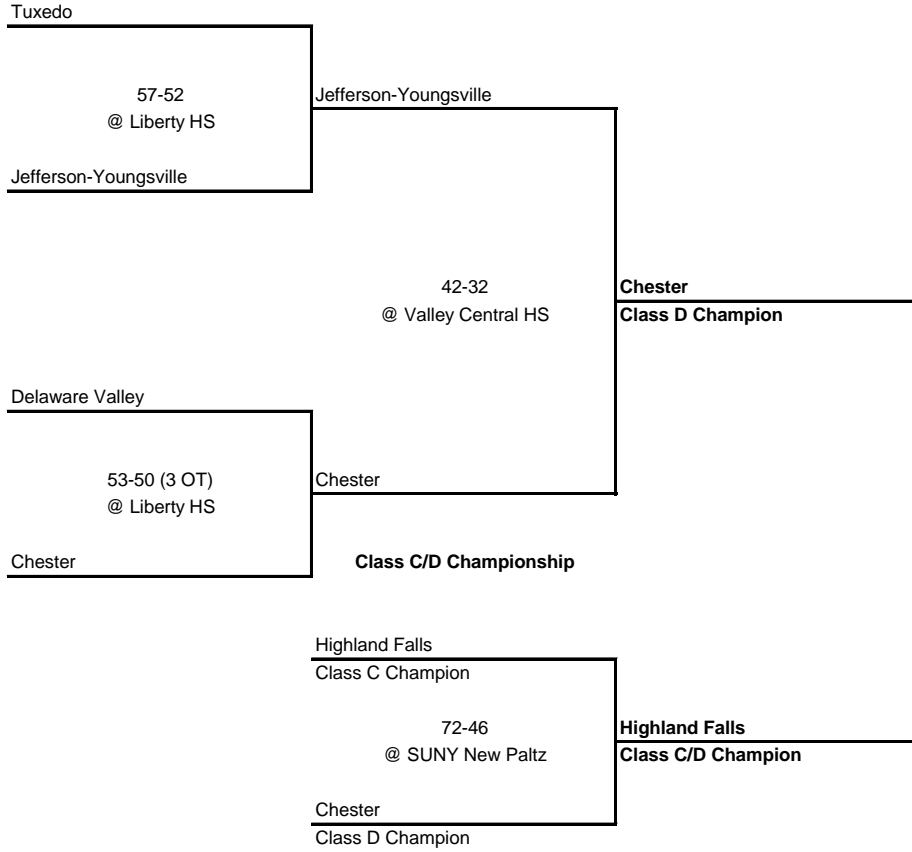 Tuxedo
57-52
@ Liberty HS
Jefferson-Youngsville
Jefferson-Youngsville
42-32
@ Valley Central HS
Chester
Class D Champion
Delaware Valley
53-50 (3 OT)
@ Liberty HS
Chester
Chester
Class C/D Championship
Highland Falls
Class C Champion
72-46
@ SUNY New Paltz
Highland Falls
Class C/D Champion
Chester
Class D Champion